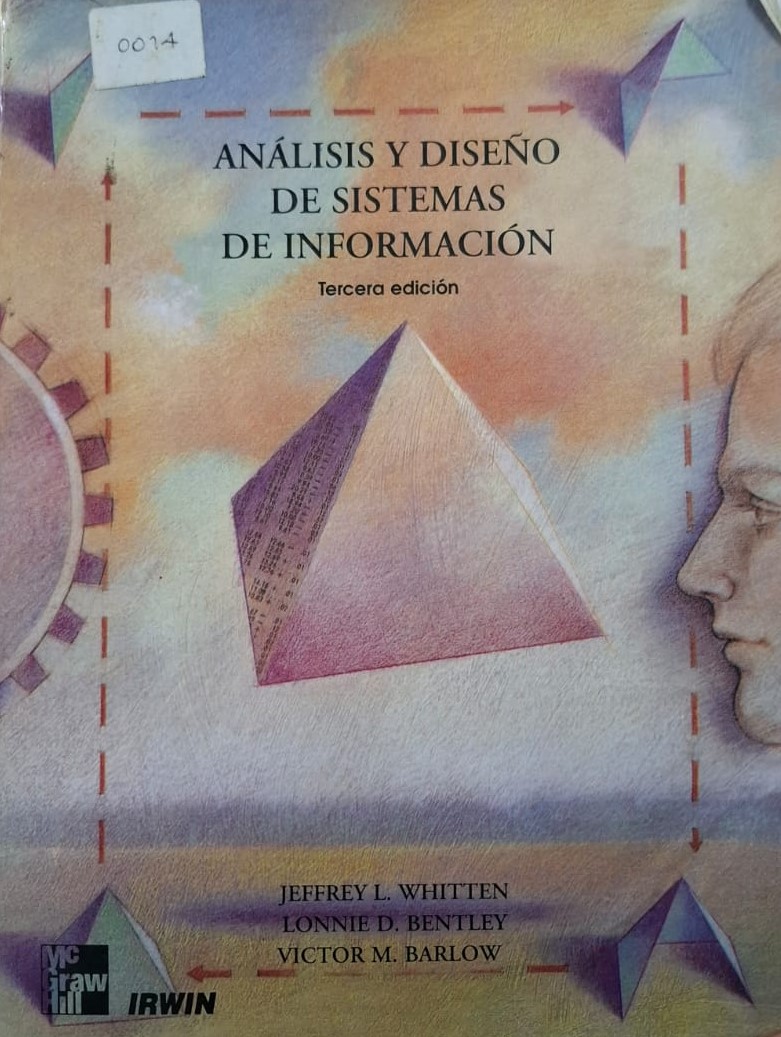 0014
ANÁLISIS Y DISEÑO
DE SISTEMAS
DE INFORMACIÓN
Tercera edición
JEFFREY L. WHITTEN
LONNIE D. BENTLEY
VICTOR M. BARLOW
Mc
Graw
Hill
IRWIN